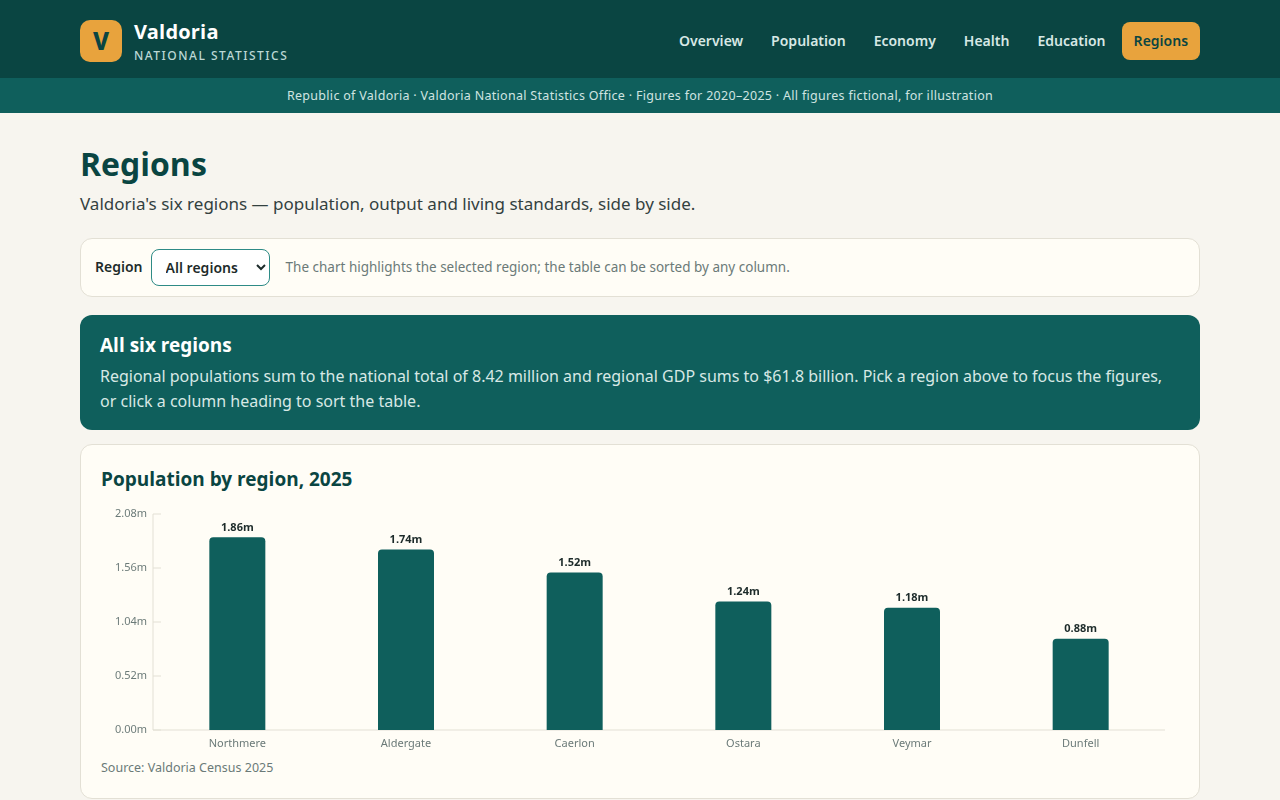 V
Valdoria
NATIONAL STATISTICS
Overview Population Economy Health Education Regions
Republic of Valdoria · Valdoria National Statistics Office · Figures for 2020–2025 · All figures fictional, for illustration
Regions
Valdoria's six regions — population, output and living standards, side by side.
Region All regions The chart highlights the selected region; the table can be sorted by any column.
All six regions
Regional populations sum to the national total of 8.42 million and regional GDP sums to $61.8 billion. Pick a region above to focus the figures,
or click a column heading to sort the table.
Population by region, 2025
2.08m
1.56m
1.04m
0.52m
0.00m
1.86m
1.74m
1.52m
1.24m
1.18m
0.88m
Northmere Aldergate Caerlon Ostara Veymar Dunfell
Source: Valdoria Census 2025